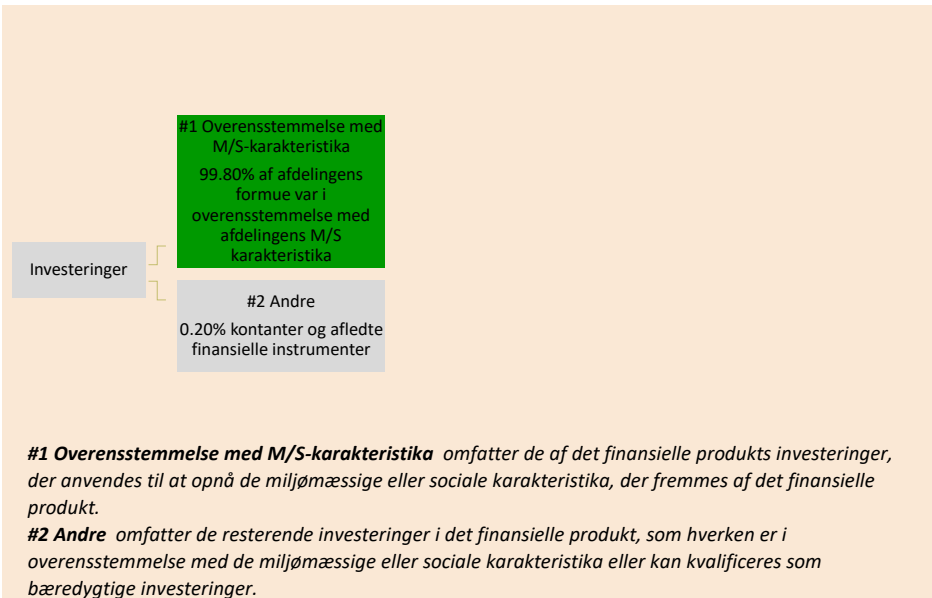 #1 Overensstemmelse med
M/S-karakteristika
99.80% af afdelingens
formue var i
overensstemmelse med
afdelingens M/S
karakteristika
Investeringer
#2 Andre
0.20% kontanter og afledte
finansielle instrumenter
#1 Overensstemmelse med M/S-karakteristika omfatter de af det finansielle produkts investeringer,
der anvendes til at opnå de miljømæssige eller sociale karakteristika, der fremmes af det finansielle
produkt.
#2 Andre omfatter de resterende investeringer i det finansielle produkt, som hverken er i
overensstemmelse med de miljømæssige eller sociale karakteristika eller kan kvalificeres som
bæredygtige investeringer.